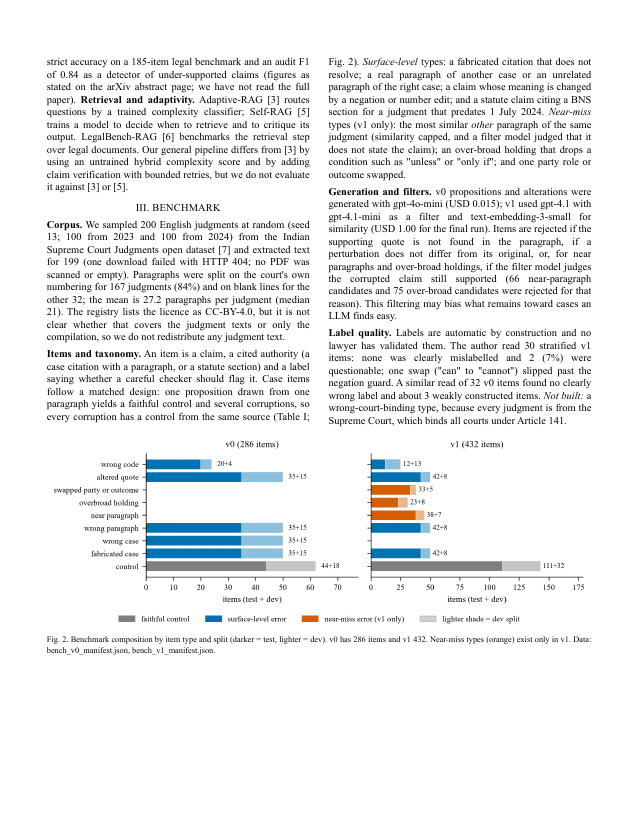 strict accuracy on a 185-item legal benchmark and an audit F1
of 0.84 as a detector of under-supported claims (figures as
stated on the arXiv abstract page; we have not read the full
paper). Retrieval and adaptivity. Adaptive-RAG [3] routes
questions by a trained complexity classifier; Self-RAG [5]
trains a model to decide when to retrieve and to critique its
output. LegalBench-RAG [6] benchmarks the retrieval step
over legal documents. Our general pipeline differs from [3] by
using an untrained hybrid complexity score and by adding
claim verification with bounded retries, but we do not evaluate
it against [3] or [5].
III. BENCHMARK
Corpus. We sampled 200 English judgments at random (seed
13; 100 from 2023 and 100 from 2024) from the Indian
Supreme Court Judgments open dataset [7] and extracted text
for 199 (one download failed with HTTP 404; no PDF was
scanned or empty). Paragraphs were split on the court's own
numbering for 167 judgments (84%) and on blank lines for the
other 32; the mean is 27.2 paragraphs per judgment (median
21). The registry lists the licence as CC-BY-4.0, but it is not
clear whether that covers the judgment texts or only the
compilation, so we do not redistribute any judgment text.
Items and taxonomy. An item is a claim, a cited authority (a
case citation with a paragraph, or a statute section) and a label
saying whether a careful checker should flag it. Case items
follow a matched design: one proposition drawn from one
paragraph yields a faithful control and several corruptions, so
every corruption has a control from the same source (Table I;
Fig. 2). Surface-level types: a fabricated citation that does not
resolve; a real paragraph of another case or an unrelated
paragraph of the right case; a claim whose meaning is changed
by a negation or number edit; and a statute claim citing a BNS
section for a judgment that predates 1 July 2024. Near-miss
types (v1 only): the most similar other paragraph of the same
judgment (similarity capped, and a filter model judged that it
does not state the claim); an over-broad holding that drops a
condition such as "unless" or "only if"; and one party role or
outcome swapped.
Generation and filters. v0 propositions and alterations were
generated with gpt-4o-mini (USD 0.015); v1 used gpt-4.1 with
gpt-4.1-mini as a filter and text-embedding-3-small for
similarity (USD 1.00 for the final run). Items are rejected if the
supporting quote is not found in the paragraph, if a
perturbation does not differ from its original, or, for near
paragraphs and over-broad holdings, if the filter model judges
the corrupted claim still supported (66 near-paragraph
candidates and 75 over-broad candidates were rejected for that
reason). This filtering may bias what remains toward cases an
LLM finds easy.
Label quality. Labels are automatic by construction and no
lawyer has validated them. The author read 30 stratified v1
items: none was clearly mislabelled and 2 (7%) were
questionable; one swap ("can" to "cannot") slipped past the
negation guard. A similar read of 32 v0 items found no clearly
wrong label and about 3 weakly constructed items. Not built: a
wrong-court-binding type, because every judgment is from the
Supreme Court, which binds all courts under Article 141.
v0 (286 items)
wrong code 20+4
altered quote 35+15
swapped party or outcome
overbroad holding
near paragraph
wrong paragraph 35+15
wrong case 35+15
fabricated case 35+15
control 44+18
0 10 20 30 40 50 60 70
items (test + dev)
v1 (432 items)
12+13
42+8
33+5
23+8
38+7
42+8
42+8
111+32
0 25 50 75 100 125 150 175
items (test + dev)
faithful control surface-level error near-miss error (v1 only) lighter shade = dev split
Fig. 2. Benchmark composition by item type and split (darker = test, lighter = dev). v0 has 286 items and v1 432. Near-miss types (orange) exist only in v1. Data:
bench_v0_manifest.json, bench_v1_manifest.json.